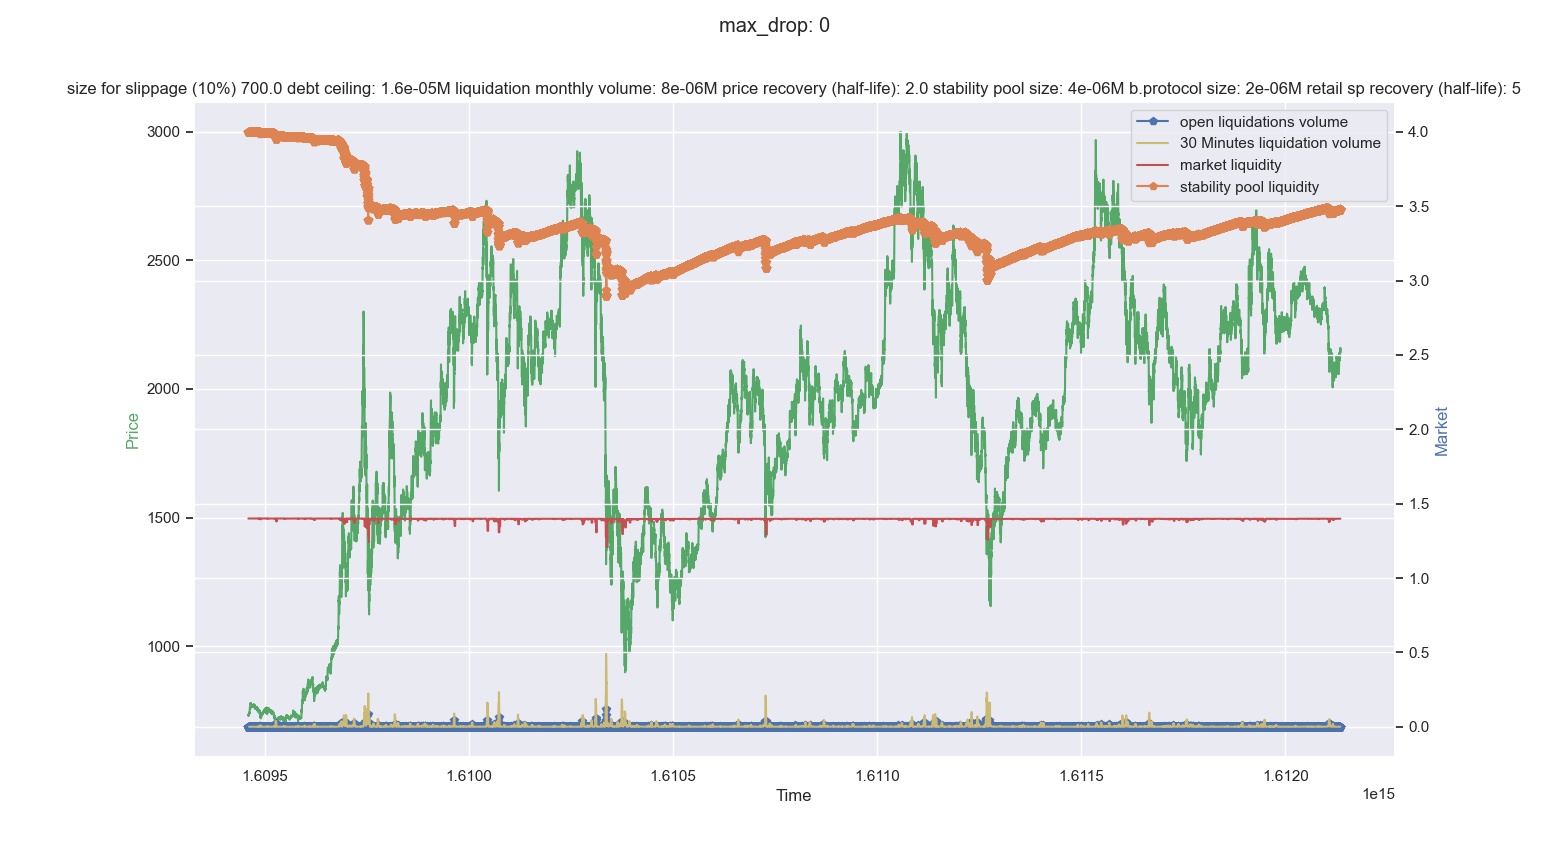 max_drop: 0
size for slippage (10%) 700.0 debt ceiling: 1.6e-05M liquidation monthly volume: 8e-06M price recovery (half-life): 2.0 stability pool size: 4e-06M b.protocol size: 2e-06M retail sp recovery (half-life): 5
open liquidations volume
30 Minutes liquidation volume
market liquidity
stability pool liquidity
3000
2500
2000
1500
1000
Price
4.0
3.5
3.0
2.5
2.0
1.5
1.0
0.5
0.0
Market
1.6095
1.6100
1.6105
1.6110
1.6115
1.6120
1e15
Time